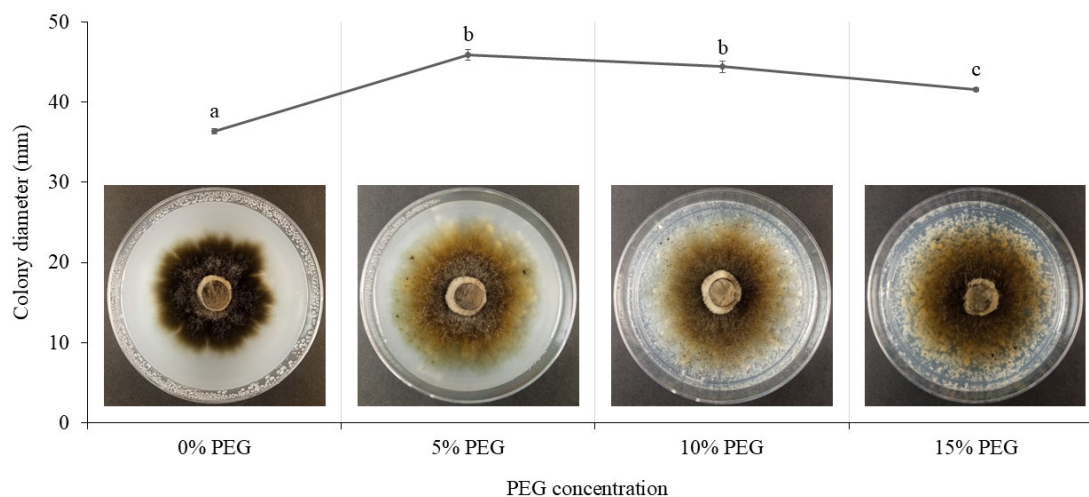 50
40
30
20
10
0
Colony diameter (mm)
a
b
b
c
0% PEG
5% PEG
10% PEG
15% PEG
PEG concentration